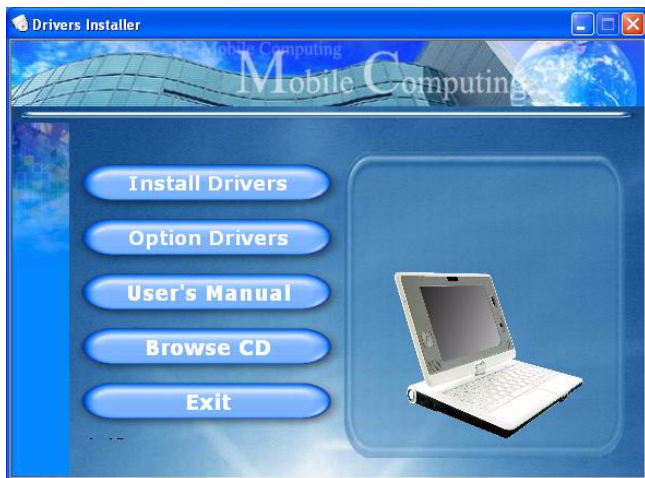 Drivers Installer
Mobile Computing
Mobile Computing
Install Drivers
Option Drivers
User's Manual
Browse CD
Exit